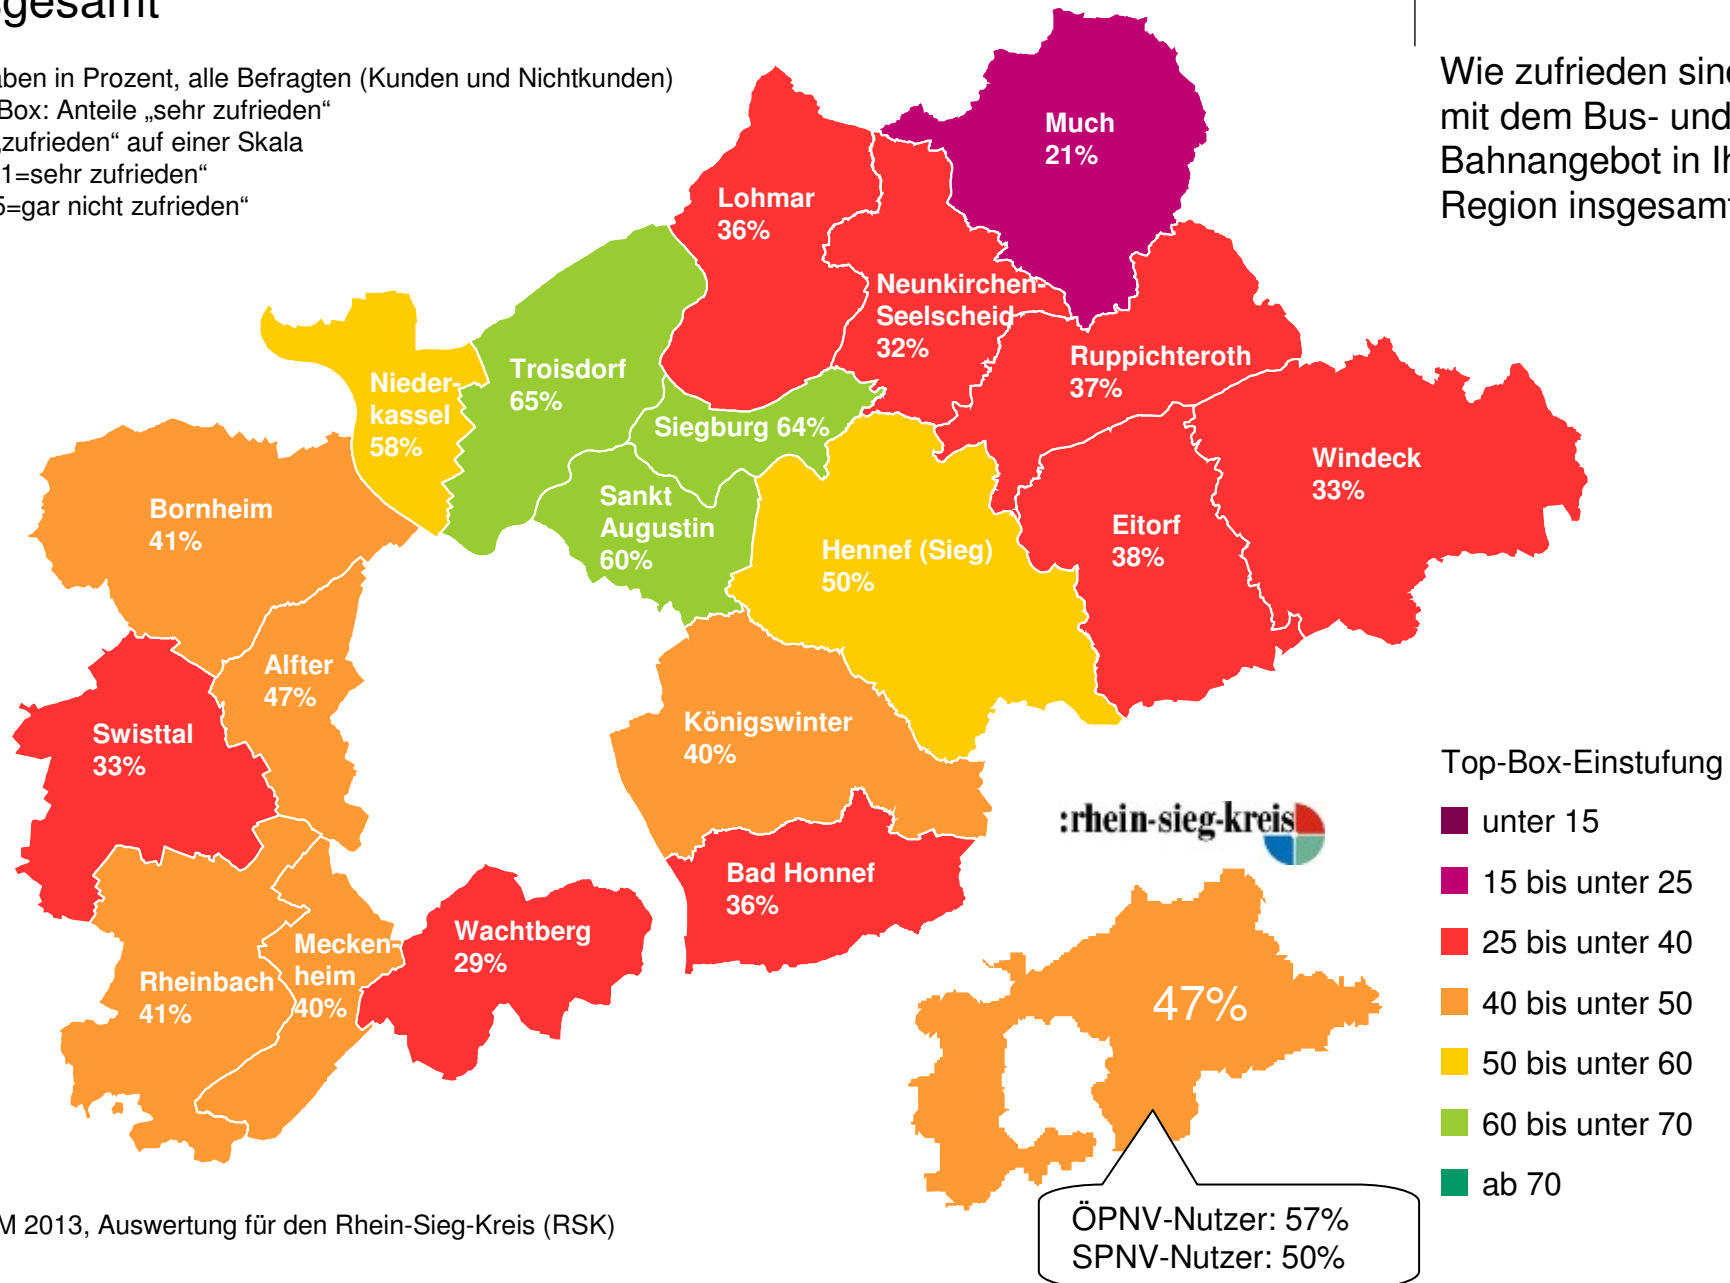 sgesamt
aben in Prozent, alle Befragten (Kunden und Nichtkunden)
Box: Anteile „sehr zufrieden“
„zufrieden“ auf einer Skala
1=sehr zufrieden“
5=gar nicht zufrieden“
Wie zufrieden sind
mit dem Bus- und
Bahnangebot in Ih
Region insgesamt
Much
21%
Lohmar
36%
Neunkirchen-
Seelscheid
32%
Ruppichteroth
37%
Troisdorf
65%
Nieder-
kassel
58%
Siegburg 64%
Windeck
33%
Sankt
Augustin
60%
Bornheim
41%
Eitorf
38%
Hennef (Sieg)
50%
Alfter
47%
Swisttal
33%
Königswinter
40%
Bad Honnef
36%
Wachtberg
29%
Mecken-
heim
40%
Rheinbach
41%
:rhein-sieg-kreis
47%
ÖPNV-Nutzer: 57%
SPNV-Nutzer: 50%
Top-Box-Einstufung
unter 15
15 bis unter 25
25 bis unter 40
40 bis unter 50
50 bis unter 60
60 bis unter 70
ab 70
M 2013, Auswertung für den Rhein-Sieg-Kreis (RSK)